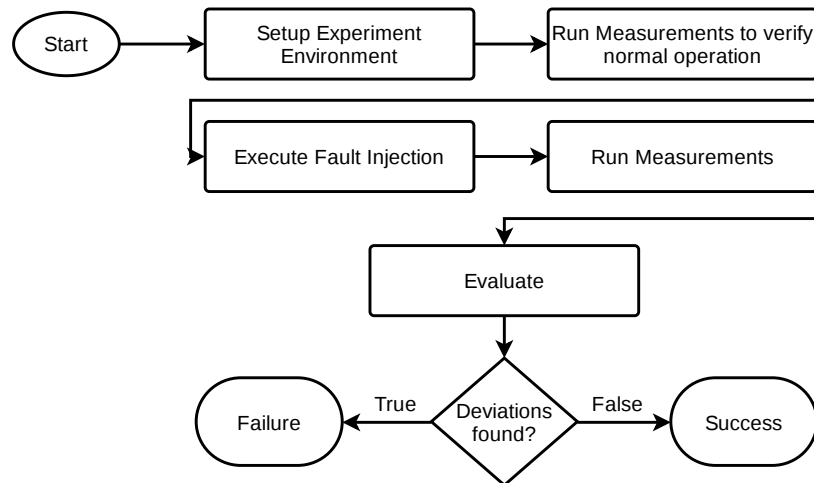 Start
Setup Experiment
Environment
Run Measurements to verify
normal operation
Execute Fault Injection
Run Measurements
Evaluate
Deviations
found?
True
False
Failure
Success